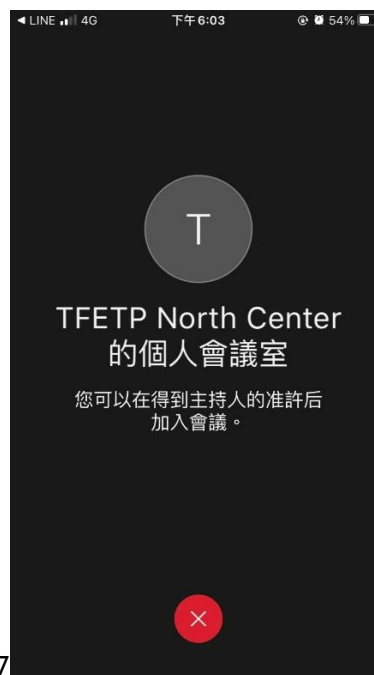 ◀ LINE 4G 下午6:03 54%
T
TFETP North Center
的個人會議室
您可以在得到主持人的准許后
加入會議。
7